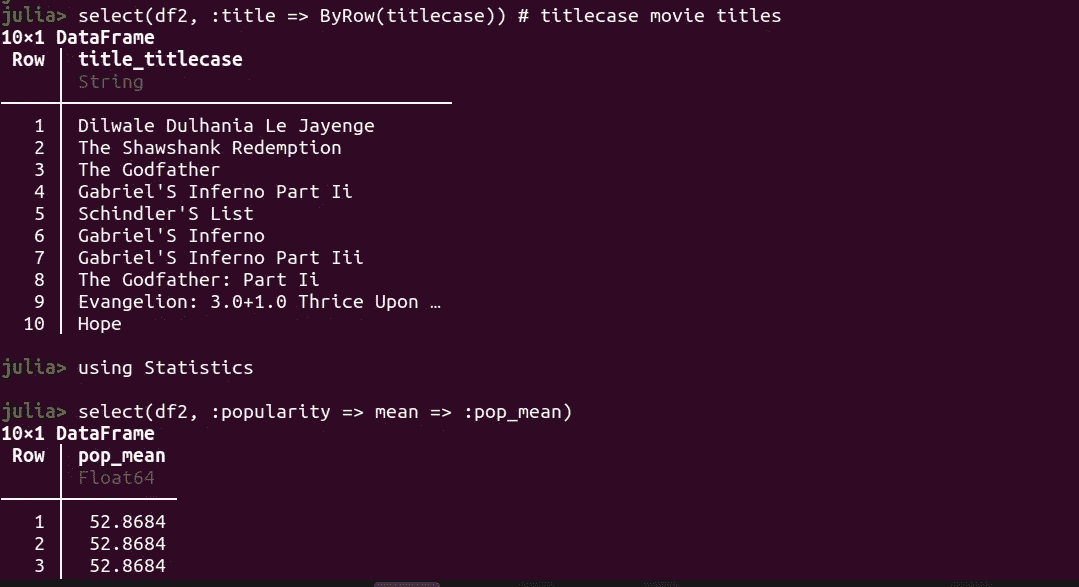 julia> select(df2, :title => ByRow(titlecase)) # titlecase movie titles
10×1 DataFrame
Row title_titlecase
String
1 Dilwale Dulhania Le Jayenge
2 The Shawshank Redemption
3 The Godfather
4 Gabriel'S Inferno Part Ii
5 Schindler'S List
6 Gabriel'S Inferno
7 Gabriel'S Inferno Part Iii
8 The Godfather: Part Ii
9 Evangelion: 3.0+1.0 Thrice Upon …
10 Hope
julia> using Statistics
julia> select(df2, :popularity => mean => :pop_mean)
10×1 DataFrame
Row pop_mean
Float64
1 52.8684
2 52.8684
3 52.8684